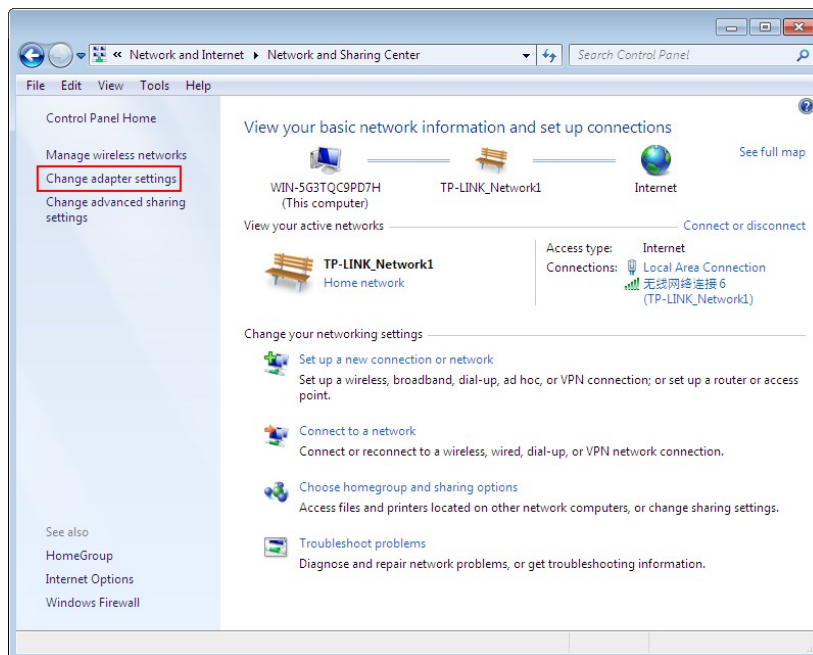 « Network and Internet ▸ Network and Sharing Center
Search Control Panel
File Edit View Tools Help
Control Panel Home
Manage wireless networks
Change adapter settings
Change advanced sharing
settings
See also
HomeGroup
Internet Options
Windows Firewall
View your basic network information and set up connections
See full map
WIN-5G3TQC9PD7H
(This computer)
TP-LINK_Network1
Internet
View your active networks
Connect or disconnect
TP-LINK_Network1
Home network
Access type: Internet
Connections: Local Area Connection
无线网络连接 6
(TP-LINK_Network1)
Change your networking settings
Set up a new connection or network
Set up a wireless, broadband, dial-up, ad hoc, or VPN connection; or set up a router or access
point.
Connect to a network
Connect or reconnect to a wireless, wired, dial-up, or VPN network connection.
Choose homegroup and sharing options
Access files and printers located on other network computers, or change sharing settings.
Troubleshoot problems
Diagnose and repair network problems, or get troubleshooting information.